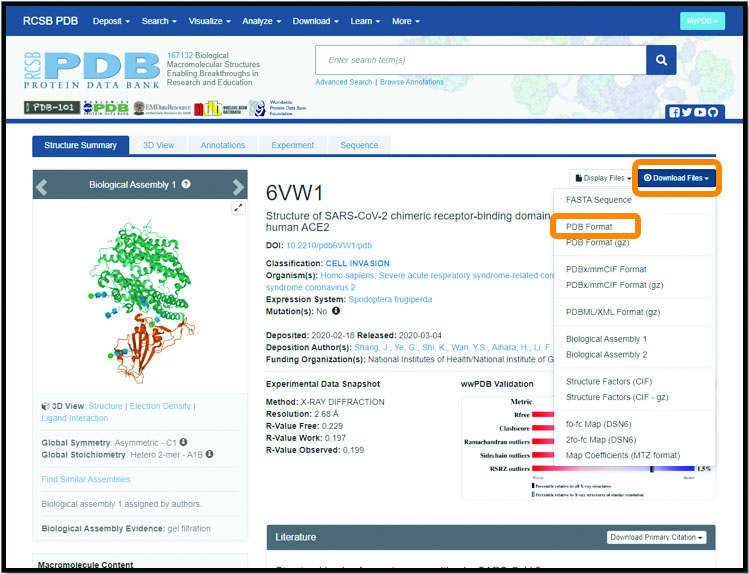 RCSB PDB Deposit Search Visualize Analyze Download Learn More MyPDB
RCSB PDB
PROTEIN DATA BANK
167132 Biological
Macromolecular Structures
Enabling Breakthroughs in
Research and Education
Enter search term(s)
Advanced Search | Browse Annotations
PDB-101
PDB
EMDataResource
Worldwide
Protein Data Bank
Foundation
Structure Summary 3D View Annotations Experiment Sequence
Biological Assembly 1
3D View: Structure | Electron Density |
Ligand Interaction
Global Symmetry: Asymmetric - C1
Global Stoichiometry: Hetero 2-mer - A1B
Find Similar Assemblies
Biological assembly 1 assigned by authors.
Biological Assembly Evidence: gel filtration
Macromolecule Content
Display Files Download Files
6VW1
Structure of SARS-CoV-2 chimeric receptor-binding domain
human ACE2
DOI: 10.2210/pdb6VW1/pdb
Classification: CELL INVASION
Organism(s): Homo sapiens, Severe acute respiratory syndrome-related
syndrome coronavirus 2
Expression System: Spodoptera frugiperda
Mutation(s): No
Deposited: 2020-02-18 Released: 2020-03-04
Deposition Author(s): Shang, J., Ye, G., Shi, K., Wan, Y.S., Aihara, H., Li, F.
Funding Organization(s): National Institutes of Health/National Institute of
Experimental Data Snapshot
Method: X-RAY DIFFRACTION
Resolution: 2.68 Å
R-Value Free: 0.229
R-Value Work: 0.197
R-Value Observed: 0.199
wwPDB Validation
Metric
Rfree
Clashscore
Ramachandran outliers
Sidechain outliers
RSRZ outliers 1.5%
Worse Better
Percentile relative to all X-ray structures
Percentile relative to X-ray structures of similar resolution
FASTA Sequence
PDB Format
PDB Format (gz)
PDBx/mmCIF Format
PDBx/mmCIF Format (gz)
PDBML/XML Format (gz)
Biological Assembly 1
Biological Assembly 2
Structure Factors (CIF)
Structure Factors (CIF - gz)
fo-fc Map (DSN6)
2fo-fc Map (DSN6)
Map Coefficients (MTZ format)
Literature Download Primary Citation